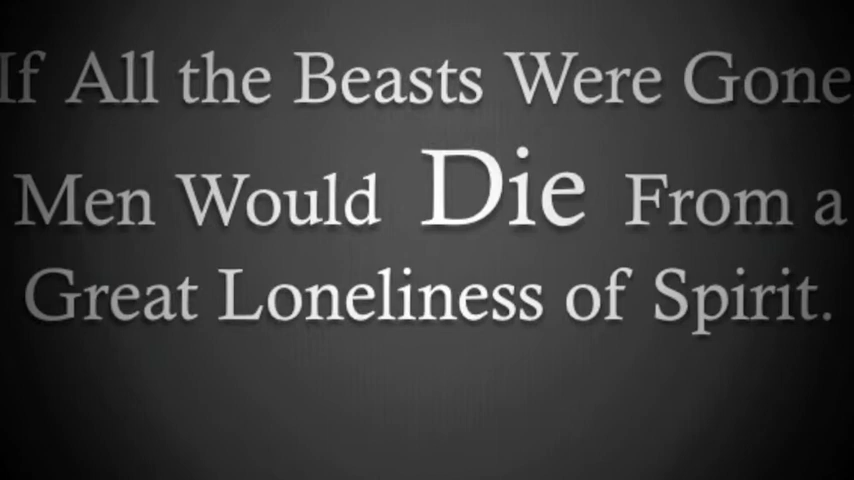 If All the Beasts Were Gone
Men Would Die From a
Great Loneliness of Spirit.